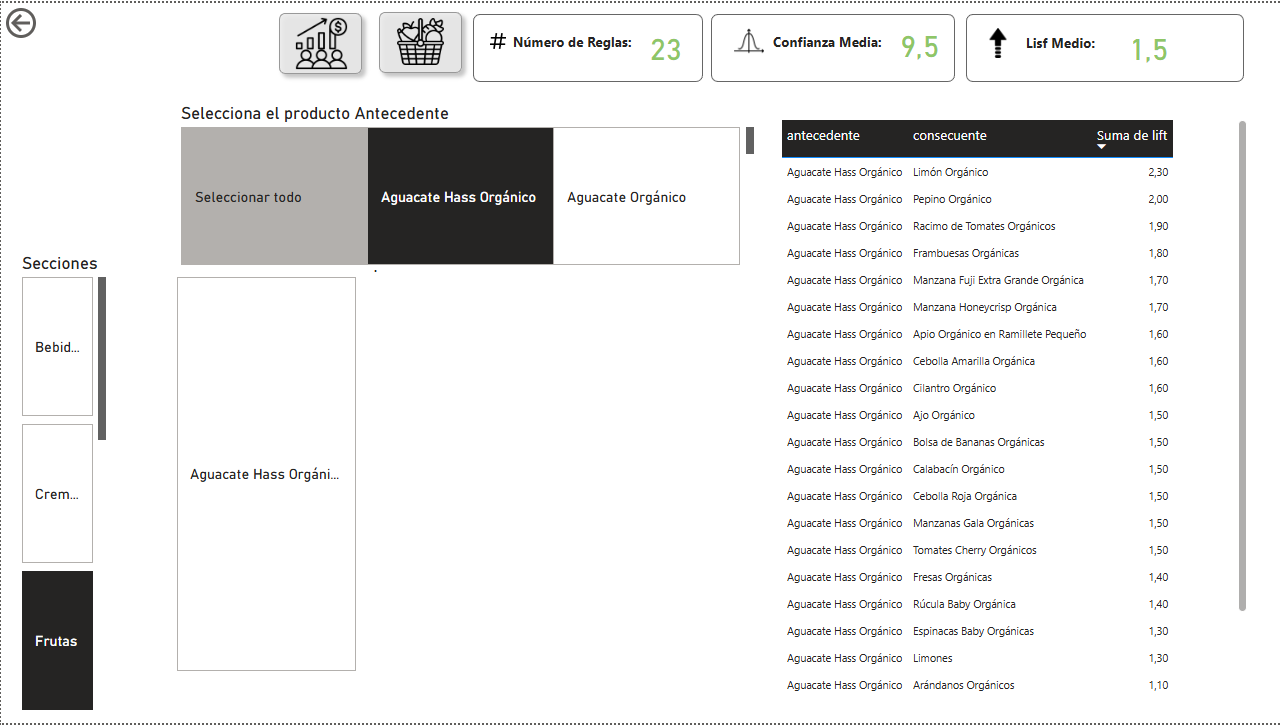 # Número de Reglas: 23
Confianza Media: 9,5
Lisf Medio: 1,5
Selecciona el producto Antecedente
Seleccionar todo
Aguacate Hass Orgánico
Aguacate Orgánico
Secciones
Bebid...
Crem...
Frutas
Aguacate Hass Orgáni...
antecedente consecuente Suma de lift
Aguacate Hass Orgánico Limón Orgánico 2,30
Aguacate Hass Orgánico Pepino Orgánico 2,00
Aguacate Hass Orgánico Racimo de Tomates Orgánicos 1,90
Aguacate Hass Orgánico Frambuesas Orgánicas 1,80
Aguacate Hass Orgánico Manzana Fuji Extra Grande Orgánica 1,70
Aguacate Hass Orgánico Manzana Honeycrisp Orgánica 1,70
Aguacate Hass Orgánico Apio Orgánico en Ramillete Pequeño 1,60
Aguacate Hass Orgánico Cebolla Amarilla Orgánica 1,60
Aguacate Hass Orgánico Cilantro Orgánico 1,60
Aguacate Hass Orgánico Ajo Orgánico 1,50
Aguacate Hass Orgánico Bolsa de Bananas Orgánicas 1,50
Aguacate Hass Orgánico Calabacín Orgánico 1,50
Aguacate Hass Orgánico Cebolla Roja Orgánica 1,50
Aguacate Hass Orgánico Manzanas Gala Orgánicas 1,50
Aguacate Hass Orgánico Tomates Cherry Orgánicos 1,50
Aguacate Hass Orgánico Fresas Orgánicas 1,40
Aguacate Hass Orgánico Rúcula Baby Orgánica 1,40
Aguacate Hass Orgánico Espinacas Baby Orgánicas 1,30
Aguacate Hass Orgánico Limones 1,30
Aguacate Hass Orgánico Arándanos Orgánicos 1,10